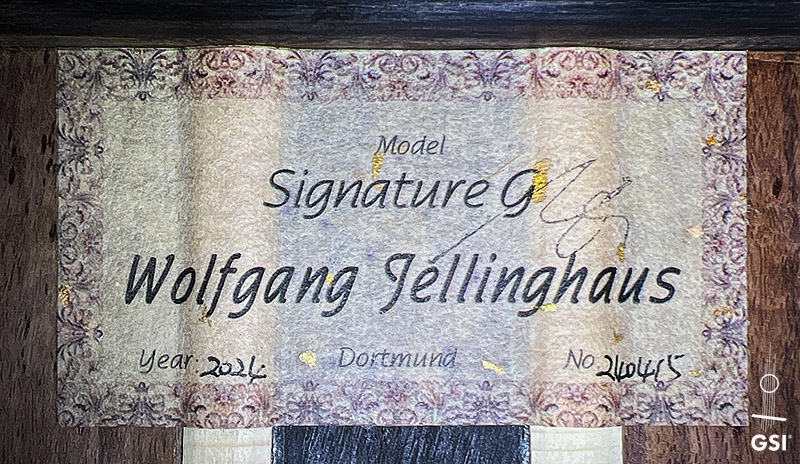 Model
Signature G
Wolfgang Jellinghaus
Year: 2024 Dortmund No 240415
GSI